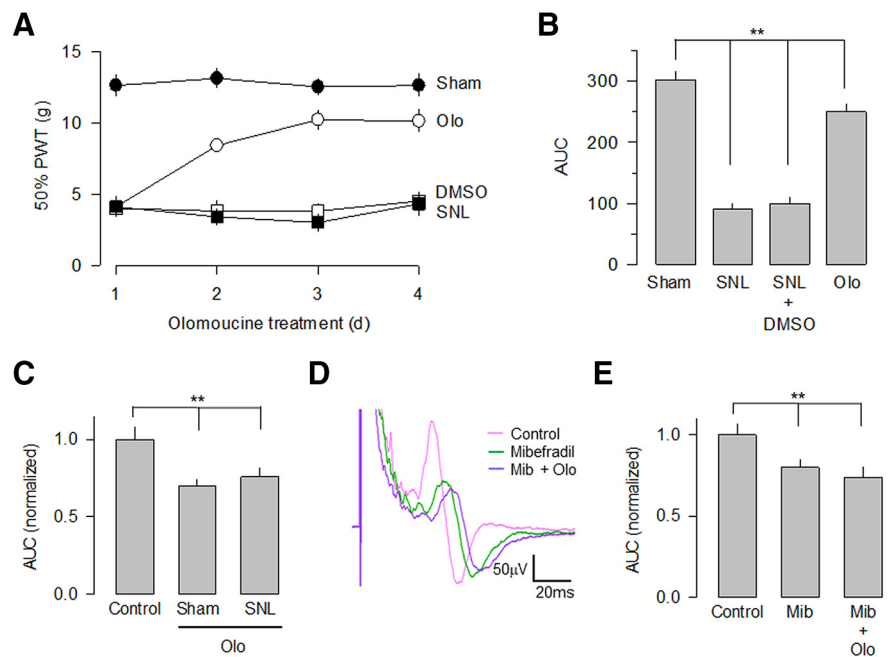 A
15
10
5
0
50% PWT (g)
Sham
Olo
DMSO
SNL
1 2 3 4
Olomoucine treatment (d)
B
**
300
200
100
0
AUC
Sham SNL SNL Olo
+
DMSO
C
**
1.0
0.5
0.0
AUC (normalized)
Control Sham SNL
Olo
D
Control
Mibefradil
Mib + Olo
50µV
20ms
E
**
1.0
0.5
0.0
AUC (normalized)
Control Mib Mib
+
Olo